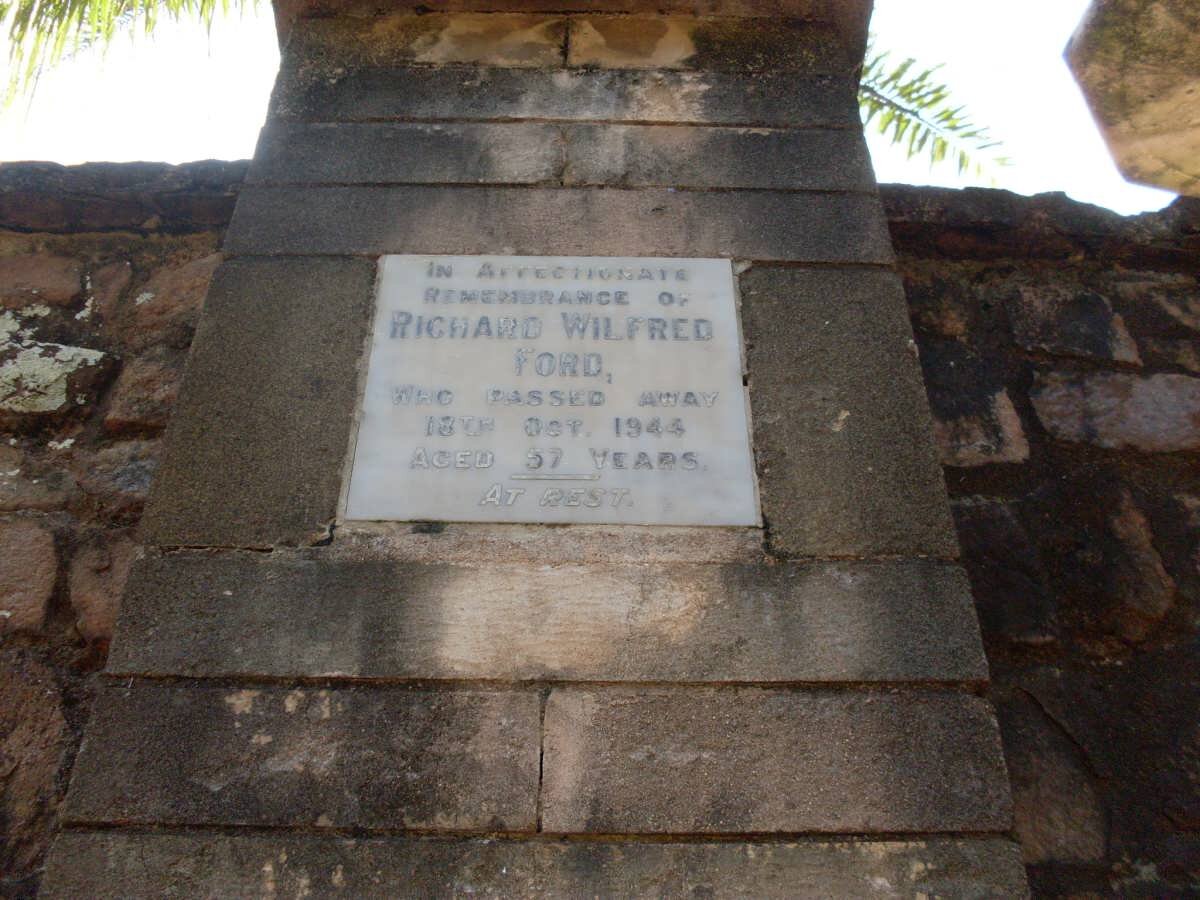 IN AFFECTIONATE
REMEMBRANCE OF
RICHARD WILFRED
FORD,
WHO PASSED AWAY
18TH OCT. 1944
AGED 57 YEARS.
AT REST.